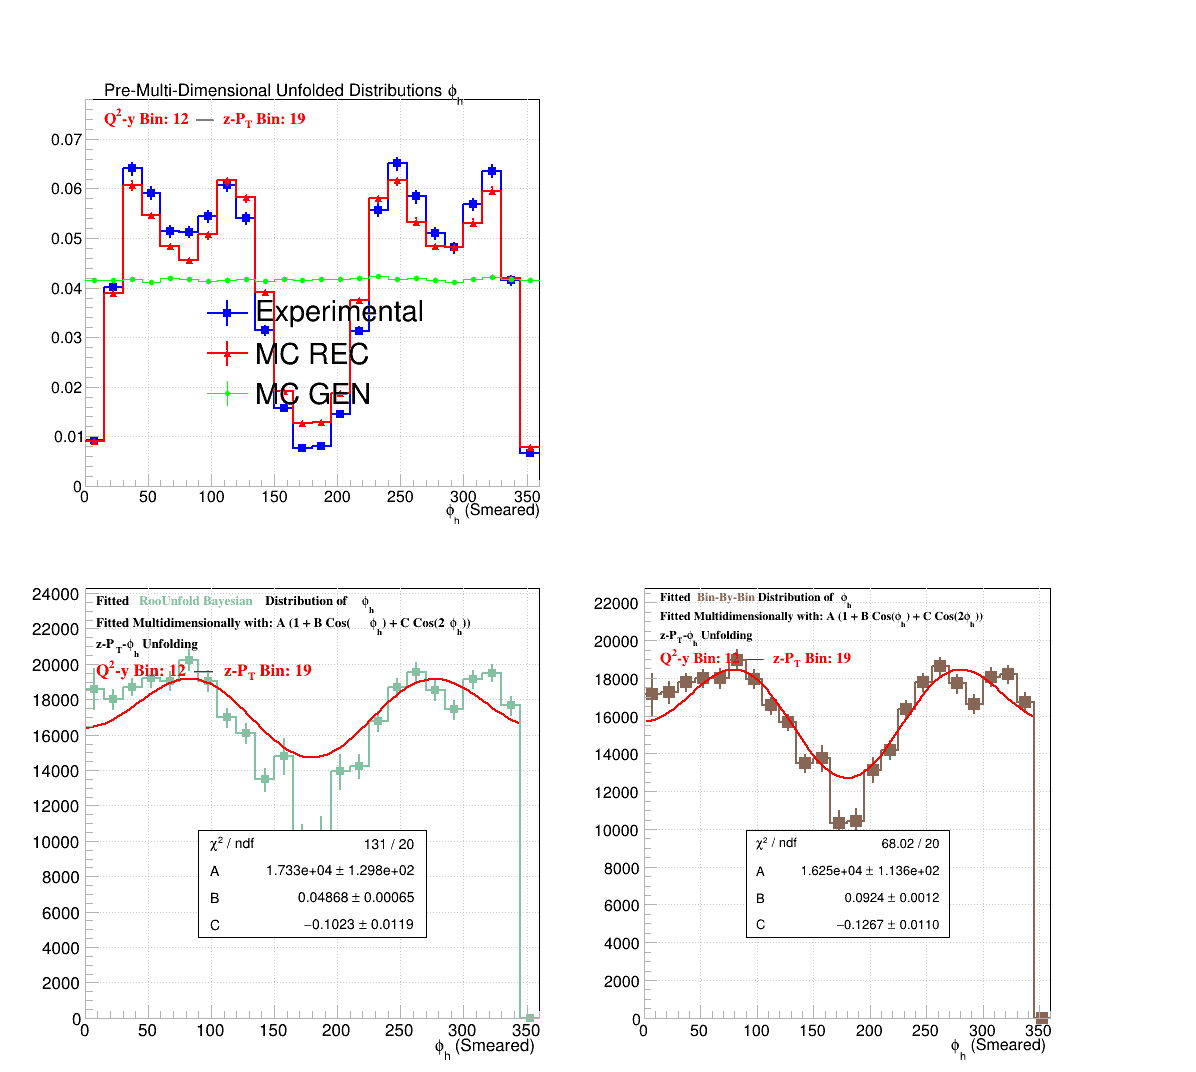 Pre-Multi-Dimensional Unfolded Distributions ϕh
Q²-y Bin: 12 — z-PT Bin: 19
0.07
0.06
0.05
0.04
0.03
0.02
0.01
0
Experimental
MC REC
MC GEN
0 50 100 150 200 250 300 350
ϕh (Smeared)
Fitted RooUnfold Bayesian Distribution of ϕh
Fitted Multidimensionally with: A (1 + B Cos( ϕh) + C Cos(2 ϕh))
z-PT-ϕh Unfolding
Q²-y Bin: 12 — z-PT Bin: 19
24000
22000
20000
18000
16000
14000
12000
10000
8000
6000
4000
2000
0
χ² / ndf 131 / 20
A 1.733e+04 ± 1.298e+02
B 0.04868 ± 0.00065
C −0.1023 ± 0.0119
0 50 100 150 200 250 300 350
ϕh (Smeared)
Fitted Bin-By-Bin Distribution of ϕh
Fitted Multidimensionally with: A (1 + B Cos(ϕh) + C Cos(2ϕh))
z-PT-ϕh Unfolding
Q²-y Bin: 12 — z-PT Bin: 19
22000
20000
18000
16000
14000
12000
10000
8000
6000
4000
2000
0
χ² / ndf 68.02 / 20
A 1.625e+04 ± 1.136e+02
B 0.0924 ± 0.0012
C −0.1267 ± 0.0110
0 50 100 150 200 250 300 350
ϕh (Smeared)